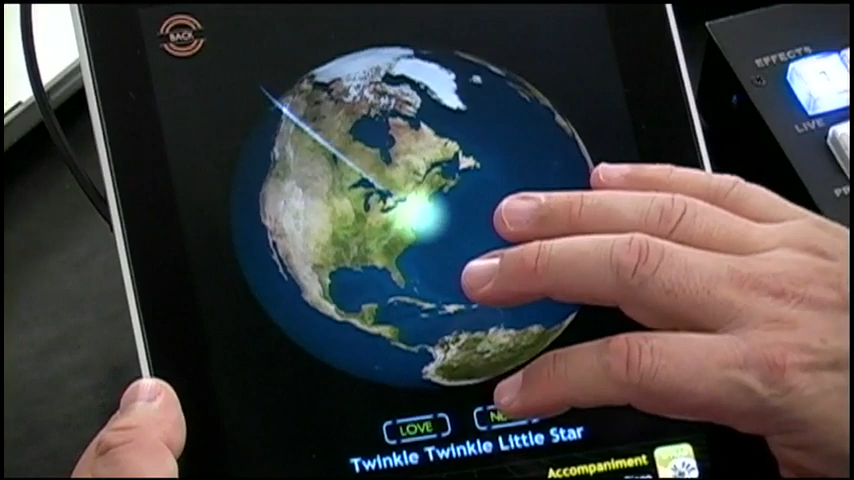 BACK
EFFECTS
LIVE
LOVE
Twinkle Twinkle Little Star
Accompaniment